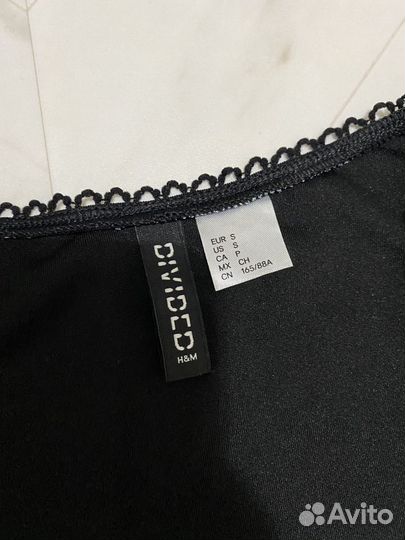 DIVIDED
H&M
EUR S
US S
CA P
MX CH
CN 165/88A
Avito